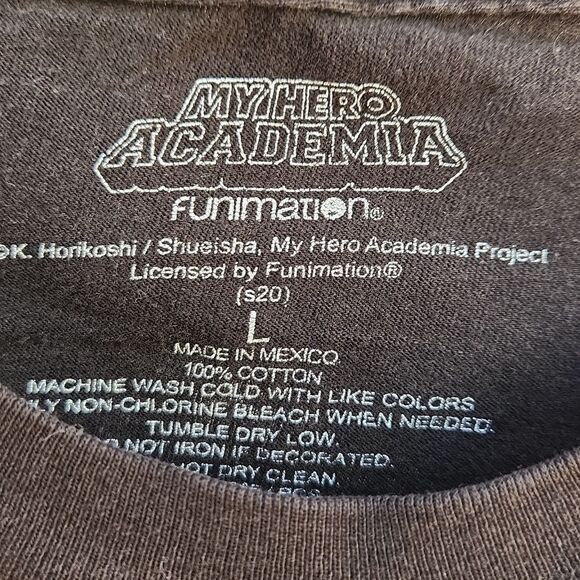 MY HERO
ACADEMIA
FUNIMATION®
©K. Horikoshi / Shueisha, My Hero Academia Project
Licensed by Funimation®
(s20)
L
MADE IN MEXICO
100% COTTON
MACHINE WASH COLD WITH LIKE COLORS
NON-CHLORINE BLEACH WHEN NEEDED.
TUMBLE DRY LOW.
NOT IRON IF DECORATED.
NOT DRY CLEAN.